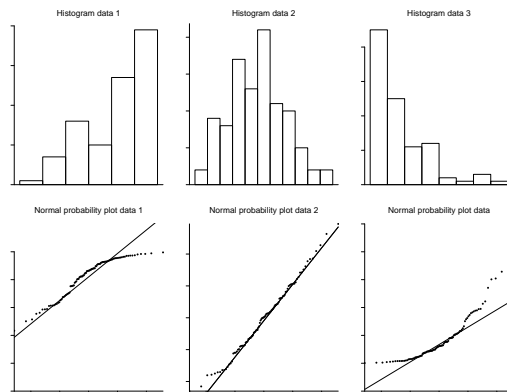 Histogram data 1
Histogram data 2
Histogram data 3
Normal probability plot data 1
Normal probability plot data 2
Normal probability plot data